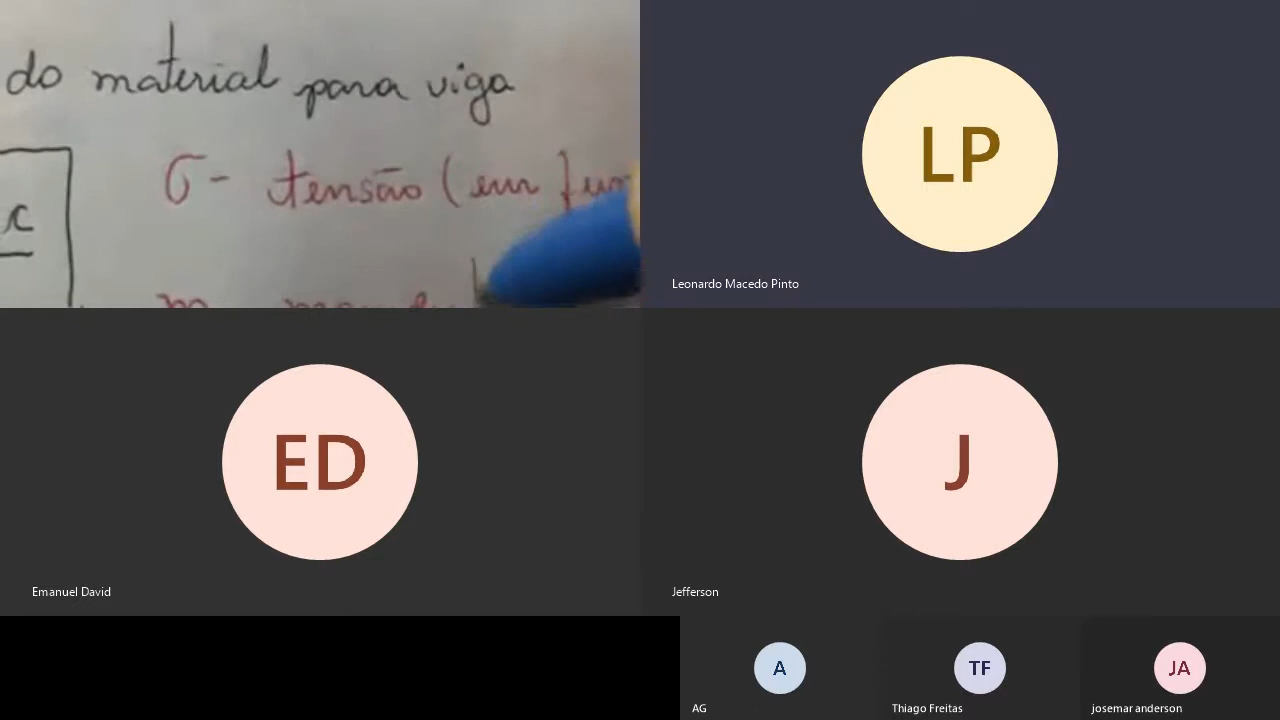 do material para viga
σ - tensão (em
c
LP
Leonardo Macedo Pinto
ED
Emanuel David
J
Jefferson
A
AG
TF
Thiago Freitas
JA
josemar anderson